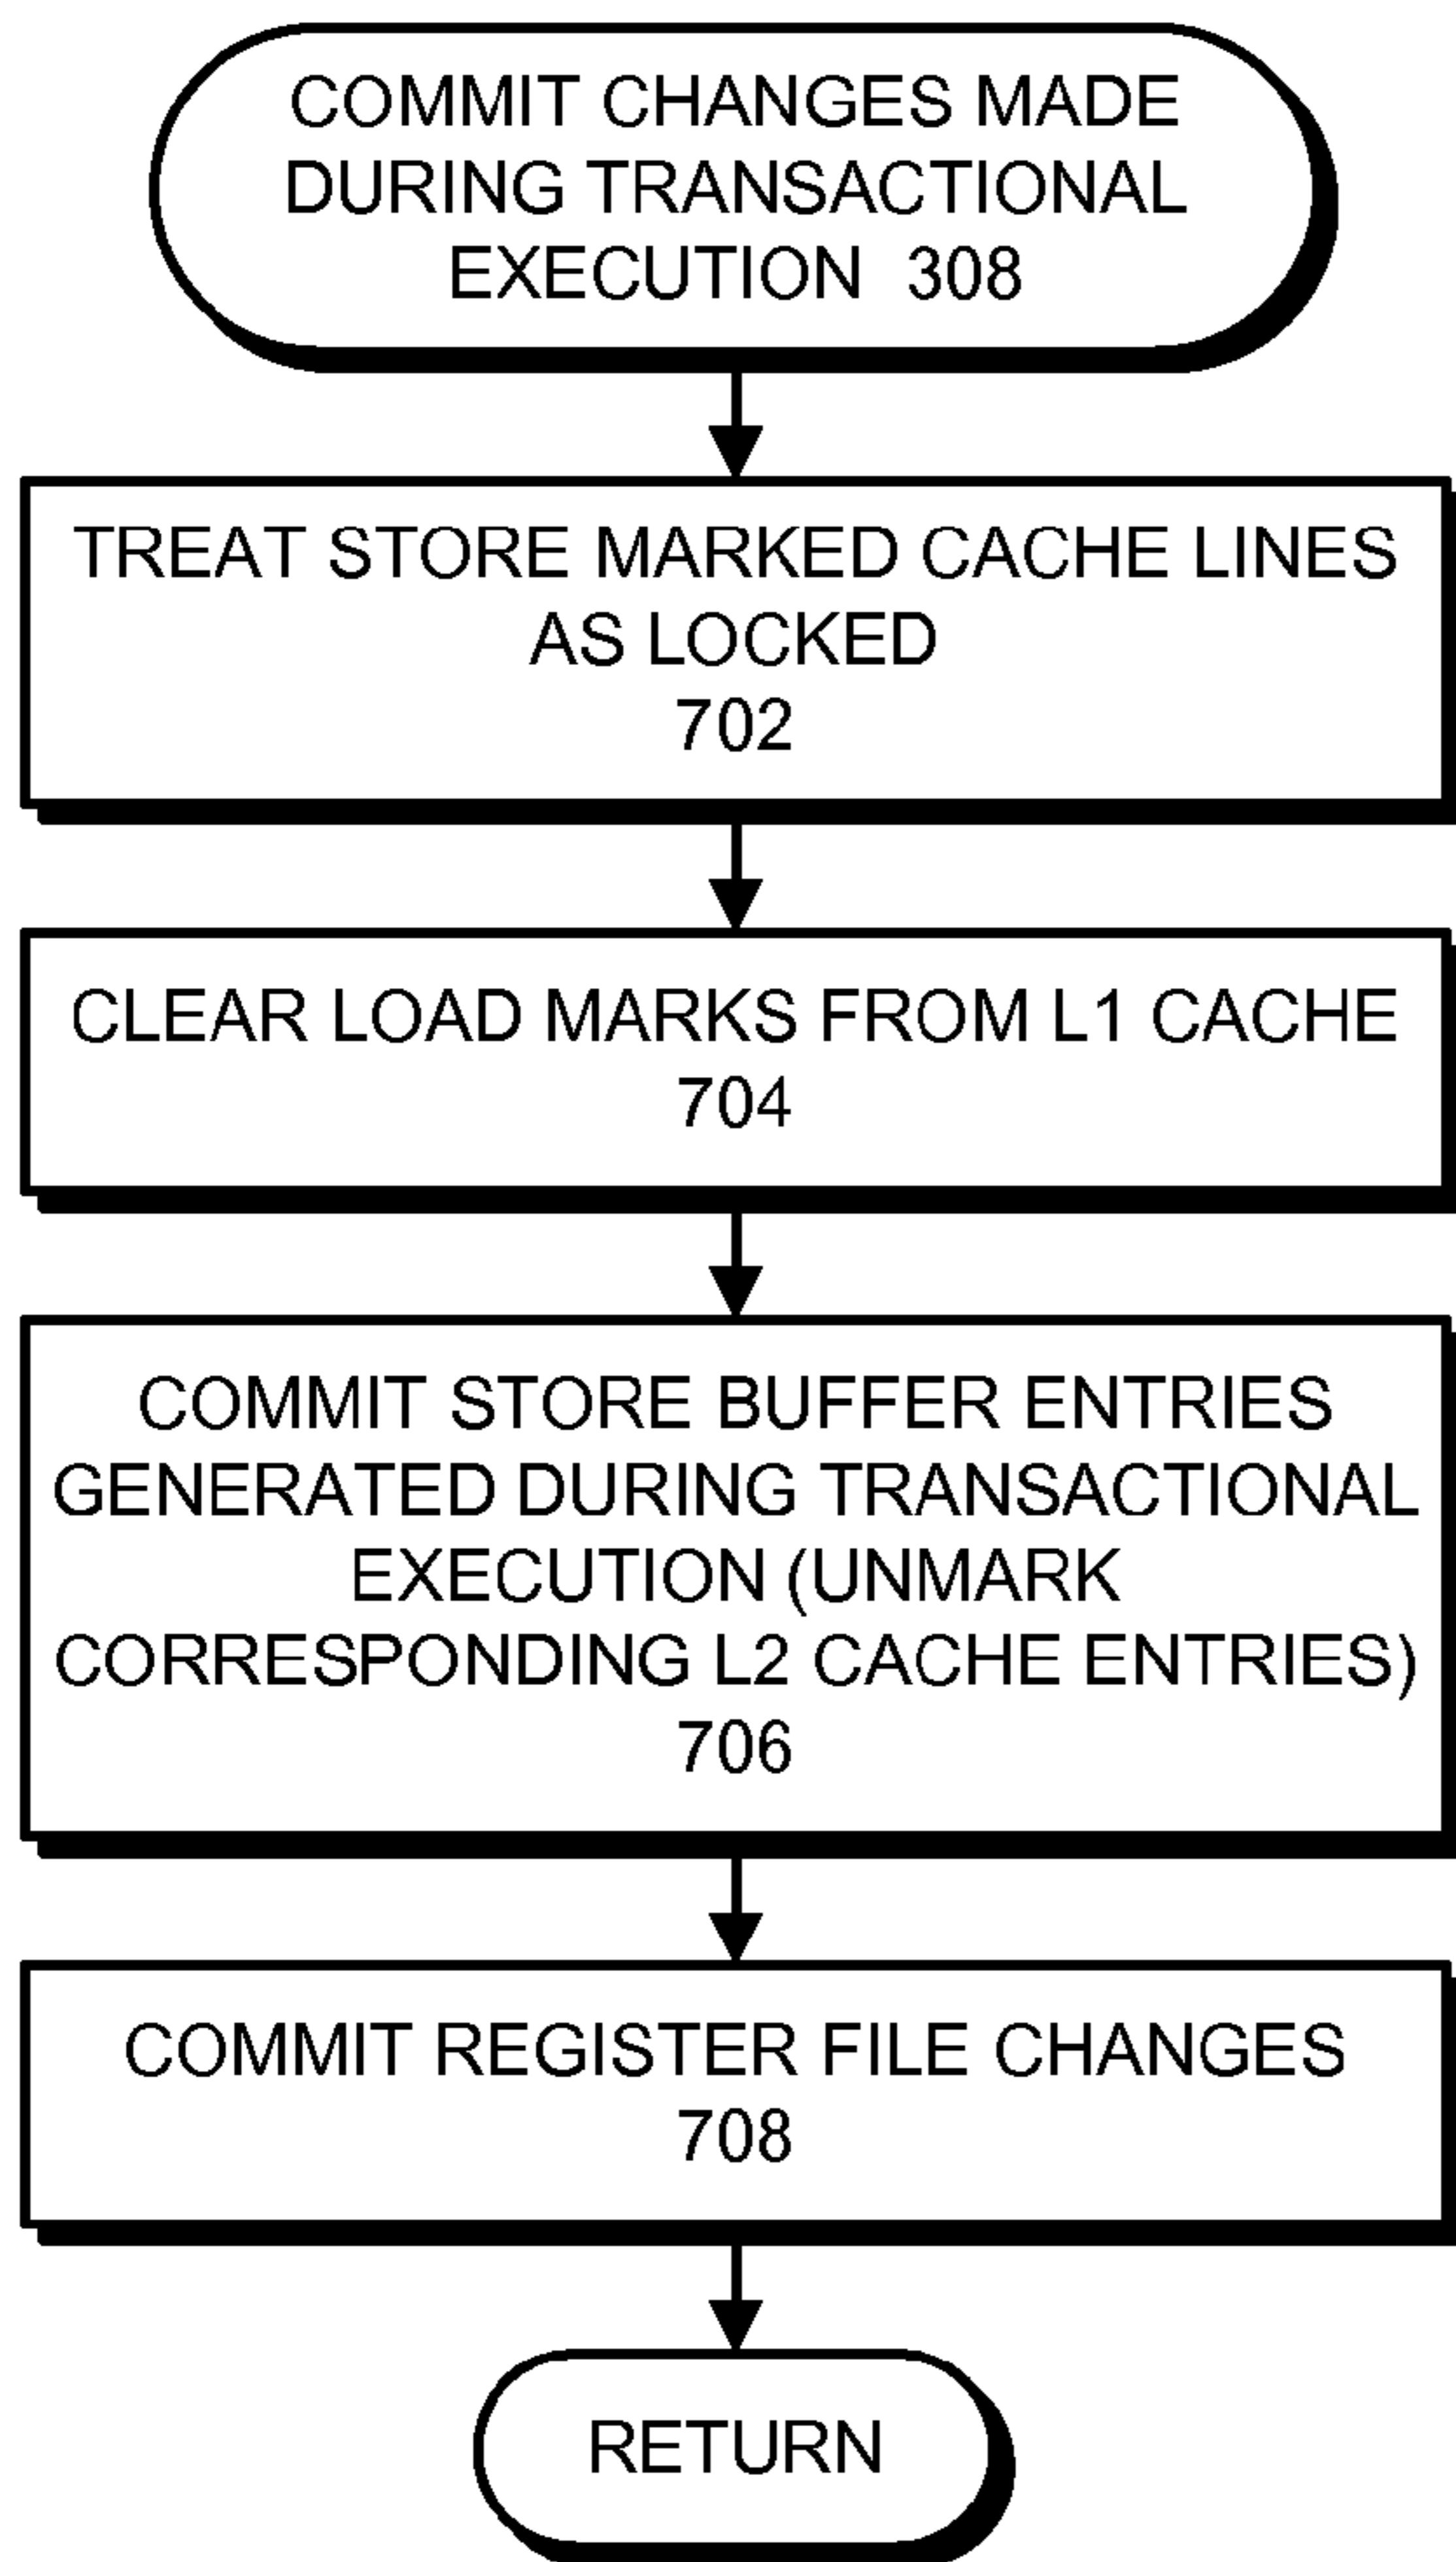 COMMIT CHANGES MADE
DURING TRANSACTIONAL
EXECUTION 308
TREAT STORE MARKED CACHE LINES
AS LOCKED
702
CLEAR LOAD MARKS FROM L1 CACHE
704
COMMIT STORE BUFFER ENTRIES
GENERATED DURING TRANSACTIONAL
EXECUTION (UNMARK
CORRESPONDING L2 CACHE ENTRIES)
706
COMMIT REGISTER FILE CHANGES
708
RETURN